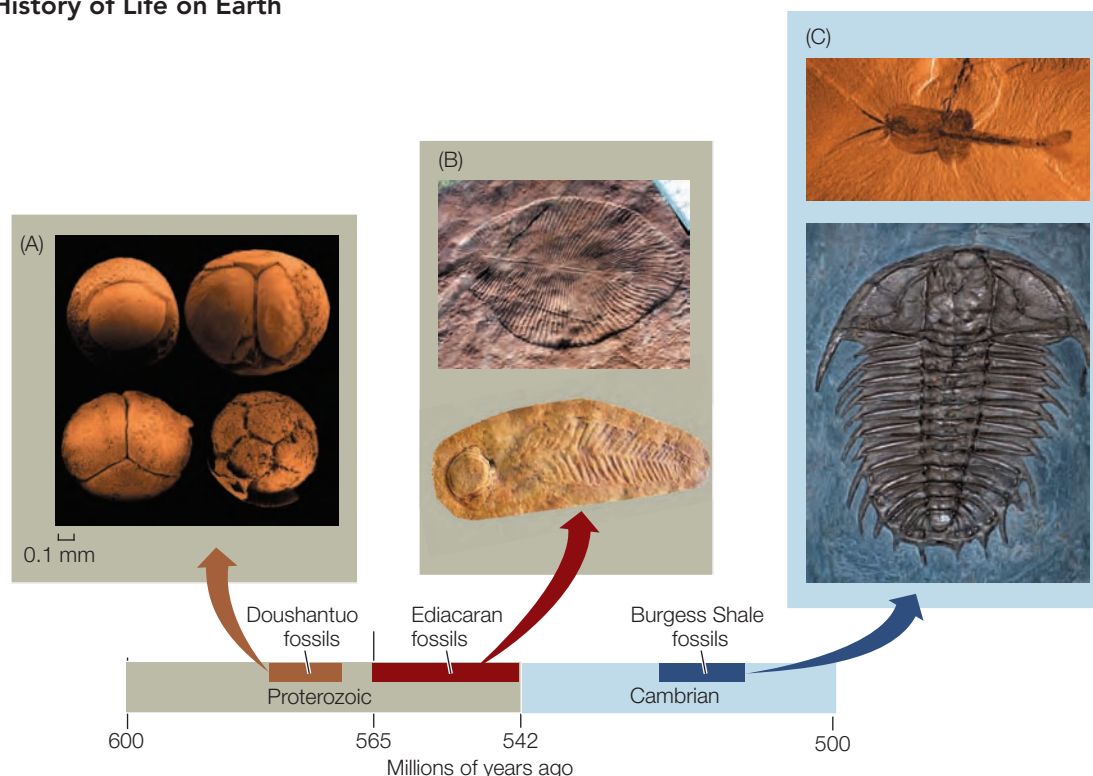 History of Life on Earth
(C)
(B)
(A)
0.1 mm
Doushantuo
fossils
Ediacaran
fossils
Burgess Shale
fossils
Proterozoic
Cambrian
600
565
542
500
Millions of years ago